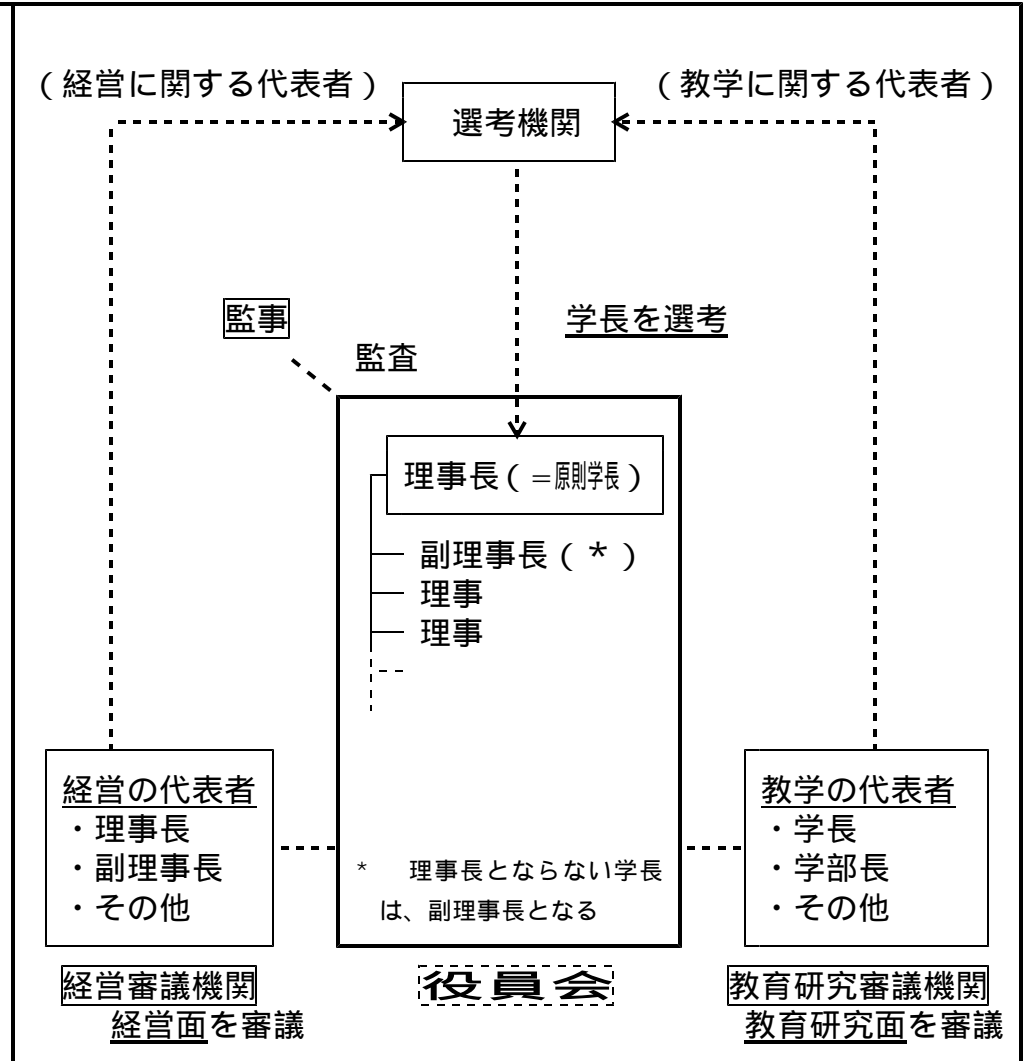 （経営に関する代表者）
（教学に関する代表者）
選考機関
監事
学長を選考
監査
理事長（＝原則学長）
副理事長（＊）
理事
理事
経営の代表者
・理事長
・副理事長
・その他
教学の代表者
・学長
・学部長
・その他
＊　理事長とならない学長
は、副理事長となる
経営審議機関
役員会
教育研究審議機関
経営面を審議
教育研究面を審議